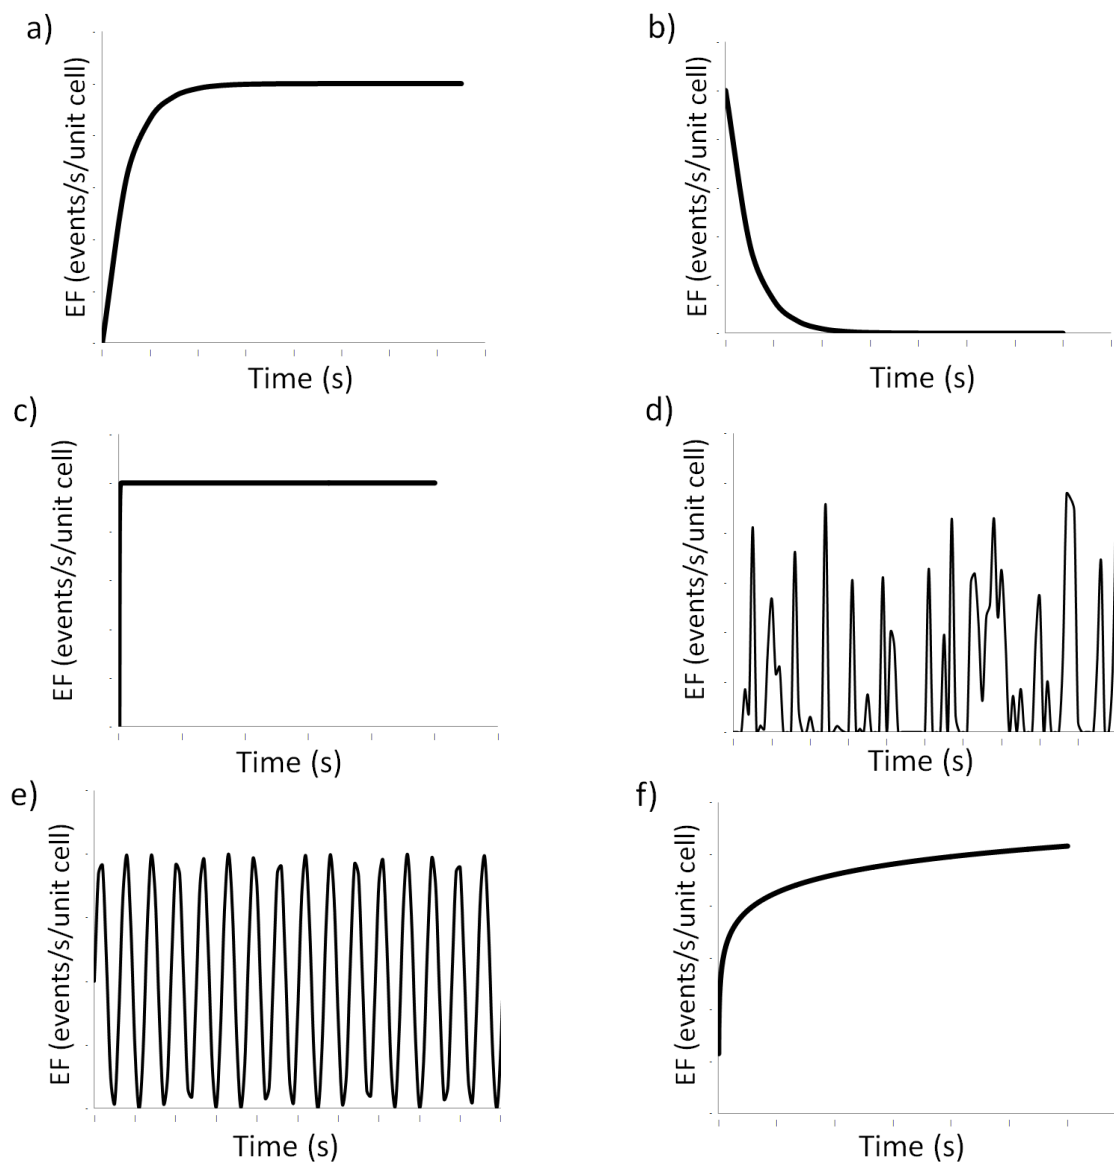 a)
EF (events/s/unit cell)
Time (s)
b)
EF (events/s/unit cell)
Time (s)
c)
EF (events/s/unit cell)
Time (s)
d)
EF (events/s/unit cell)
Time (s)
e)
EF (events/s/unit cell)
Time (s)
f)
EF (events/s/unit cell)
Time (s)